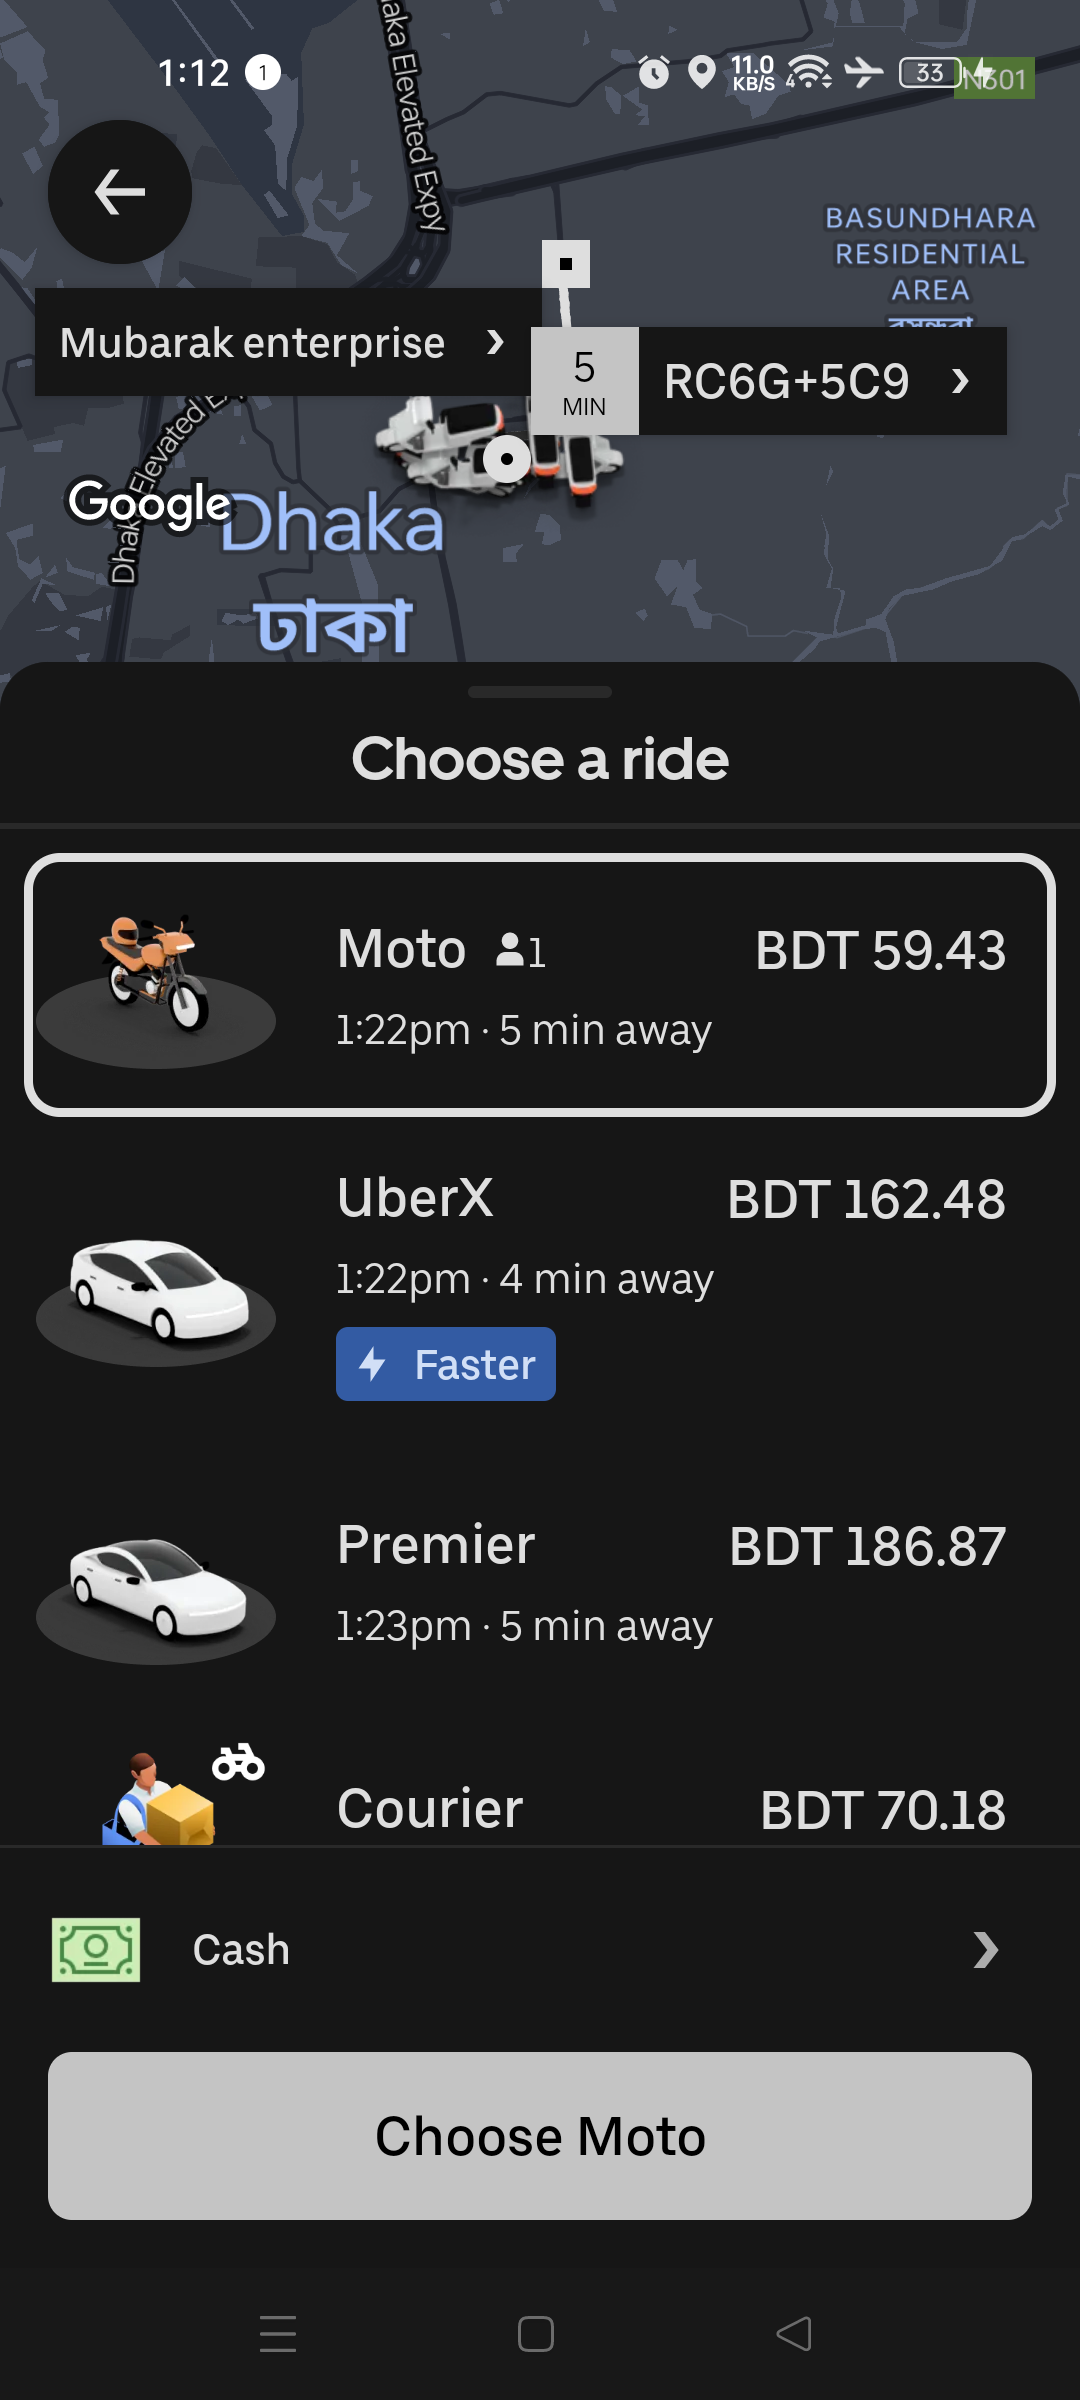 1:12 1
11.0
KB/S
4
33
N301
Dhaka Elevated Expy
BASUNDHARA
RESIDENTIAL
AREA
Mubarak enterprise
5
MIN
RC6G+5C9
Dhaka Elevated
Google
Dhaka
ঢাকা
Choose a ride
Moto 1 BDT 59.43
1:22pm · 5 min away
UberX BDT 162.48
1:22pm · 4 min away
Faster
Premier BDT 186.87
1:23pm · 5 min away
Courier BDT 70.18
Cash
Choose Moto